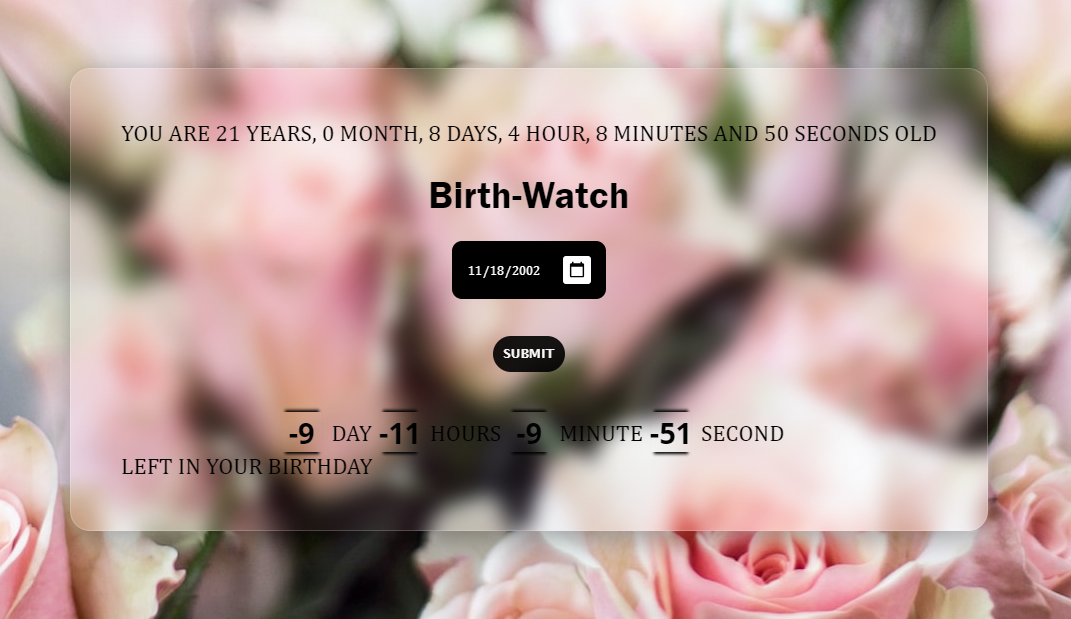 YOU ARE 21 YEARS, 0 MONTH, 8 DAYS, 4 HOUR, 8 MINUTES AND 50 SECONDS OLD
Birth-Watch
11/18/2002
SUBMIT
-9 DAY -11 HOURS -9 MINUTE -51 SECOND
LEFT IN YOUR BIRTHDAY